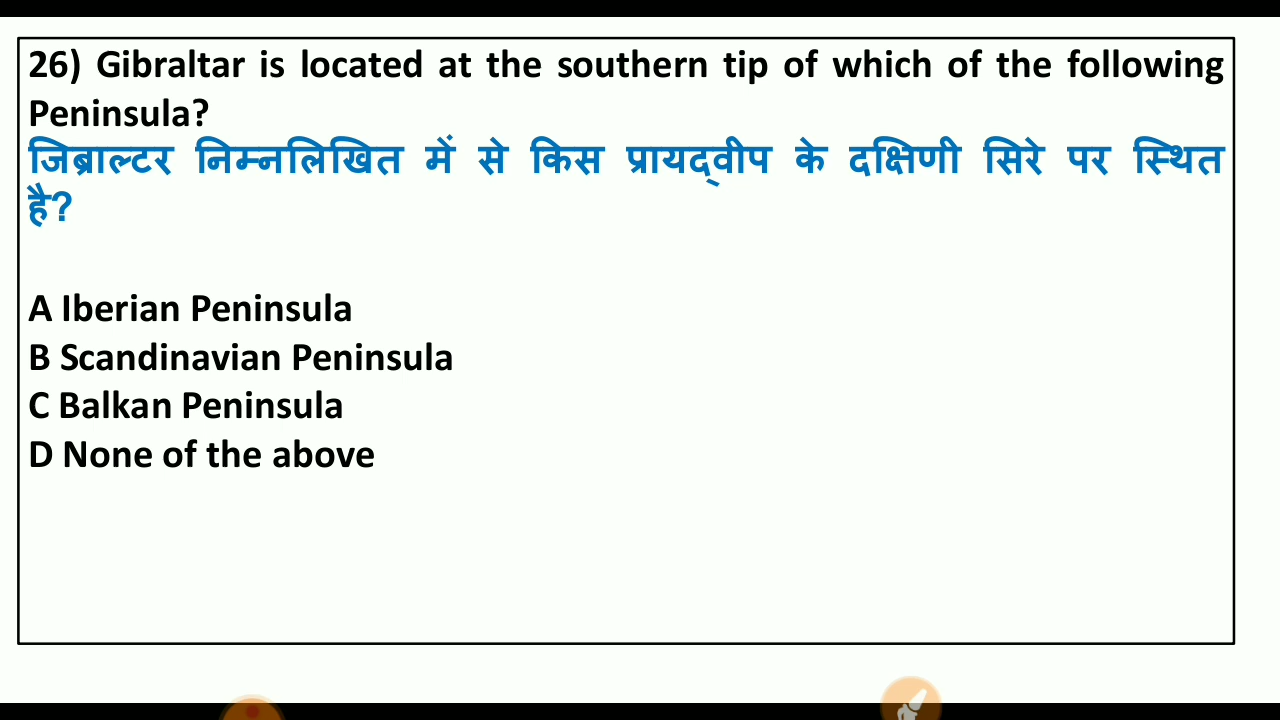 26) Gibraltar is located at the southern tip of which of the following
Peninsula?
जिब्राल्टर निम्नलिखित में से किस प्रायद्वीप के दक्षिणी सिरे पर स्थित
है?
A Iberian Peninsula
B Scandinavian Peninsula
C Balkan Peninsula
D None of the above